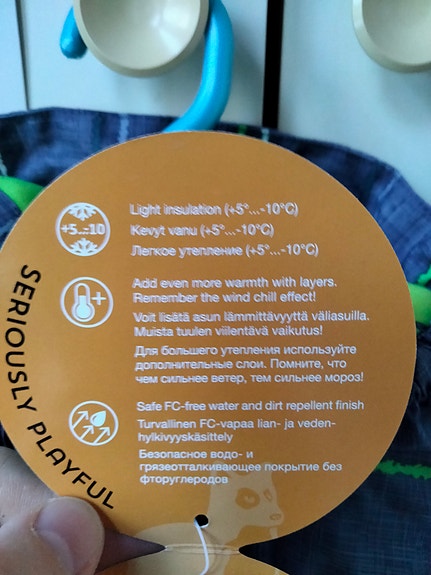 +5...-10
Light insulation (+5°...-10°C)
Kevyt vanu (+5°...-10°C)
Легкое утепление (+5°...-10°C)
Add even more warmth with layers.
Remember the wind chill effect!
Voit lisätä asun lämmittävyyttä väliasuilla.
Muista tuulen viilentävä vaikutus!
Для большего утепления используйте
дополнительные слои. Помните, что
чем сильнее ветер, тем сильнее мороз!
Safe FC-free water and dirt repellent finish
Turvallinen FC-vapaa lian- ja veden-
hylkivyyskäsittely
Безопасное водо- и
грязеотталкивающее покрытие без
фторуглеродов
SERIOUSLY PLAYFUL